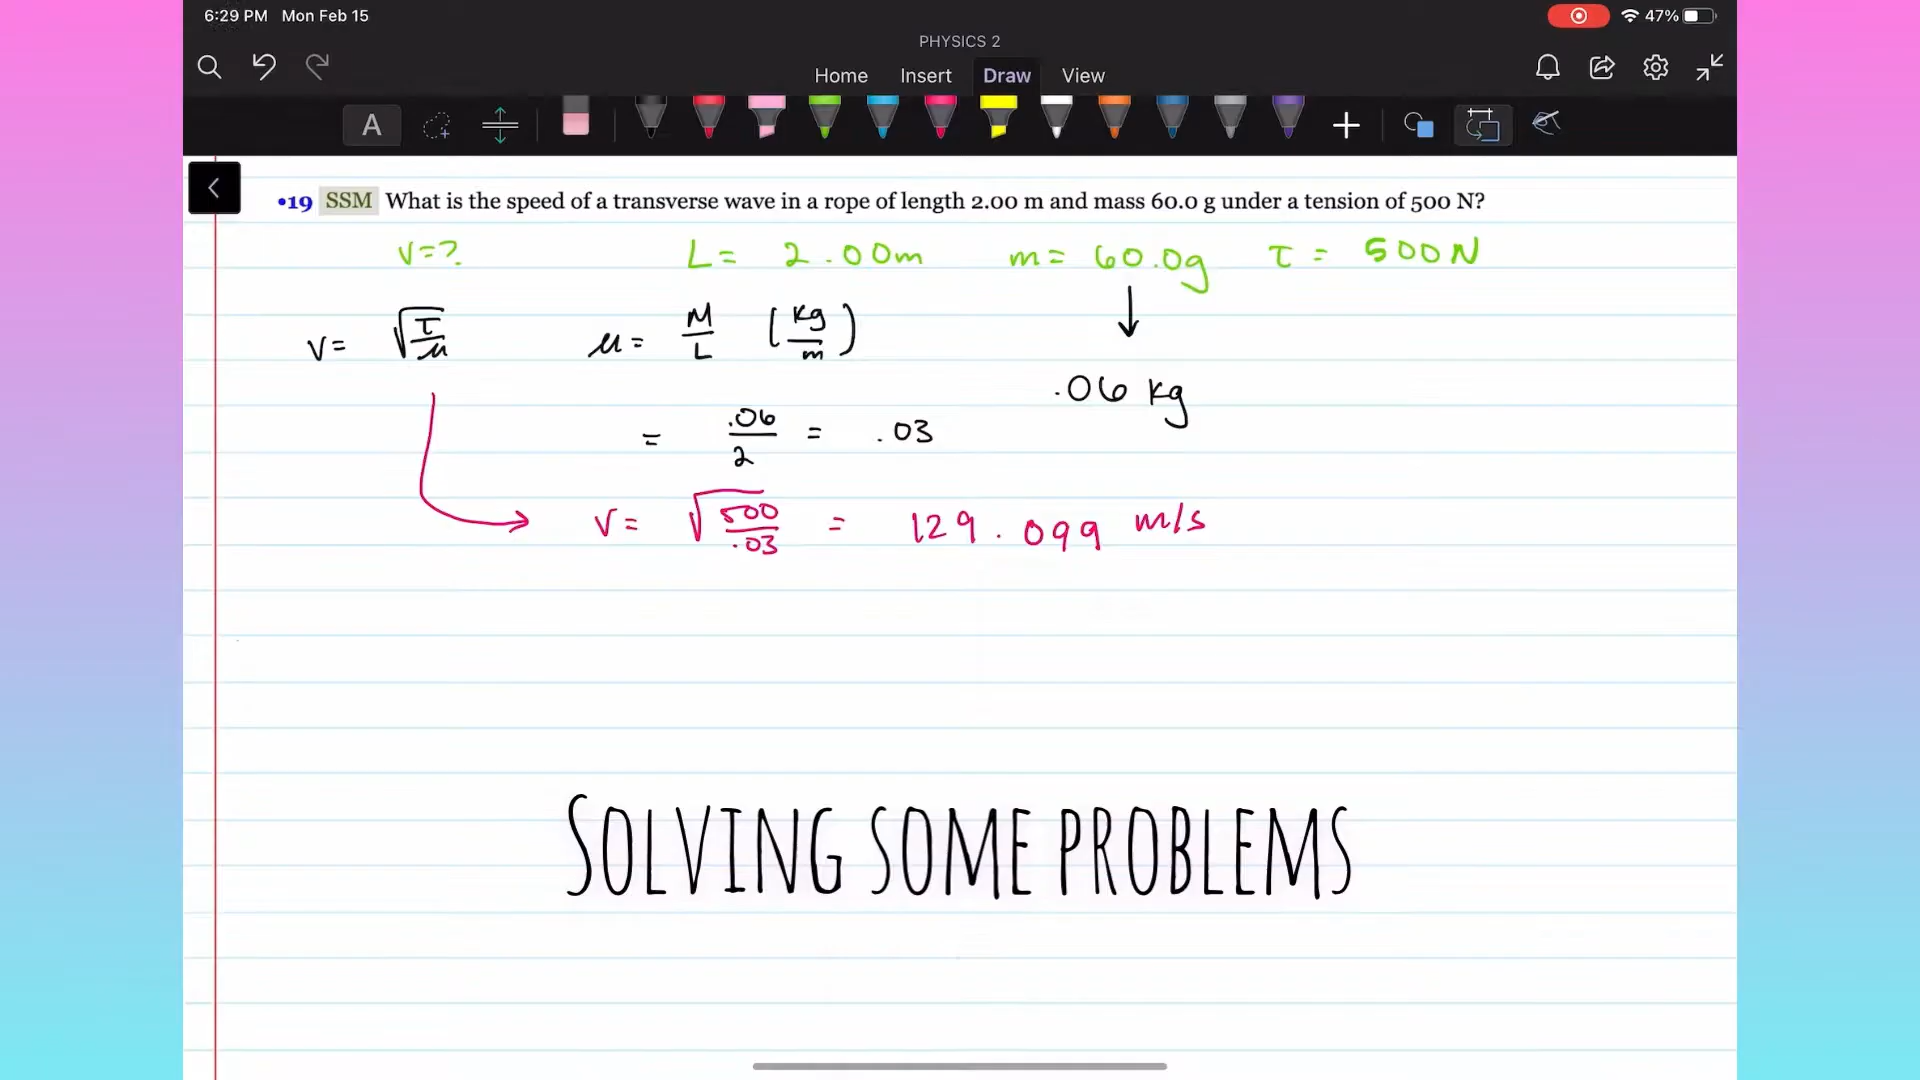 6:29 PM Mon Feb 15 47%
PHYSICS 2
Home Insert Draw View
A
•19 SSM What is the speed of a transverse wave in a rope of length 2.00 m and mass 60.0 g under a tension of 500 N?
v=? L= 2.00m m= 60.0g τ = 500N
v= √τ/μ μ= M/L (kg/m)
.06 kg
= .06/2 = .03
v= √500/.03 = 129.099 m/s
SOLVING SOME PROBLEMS